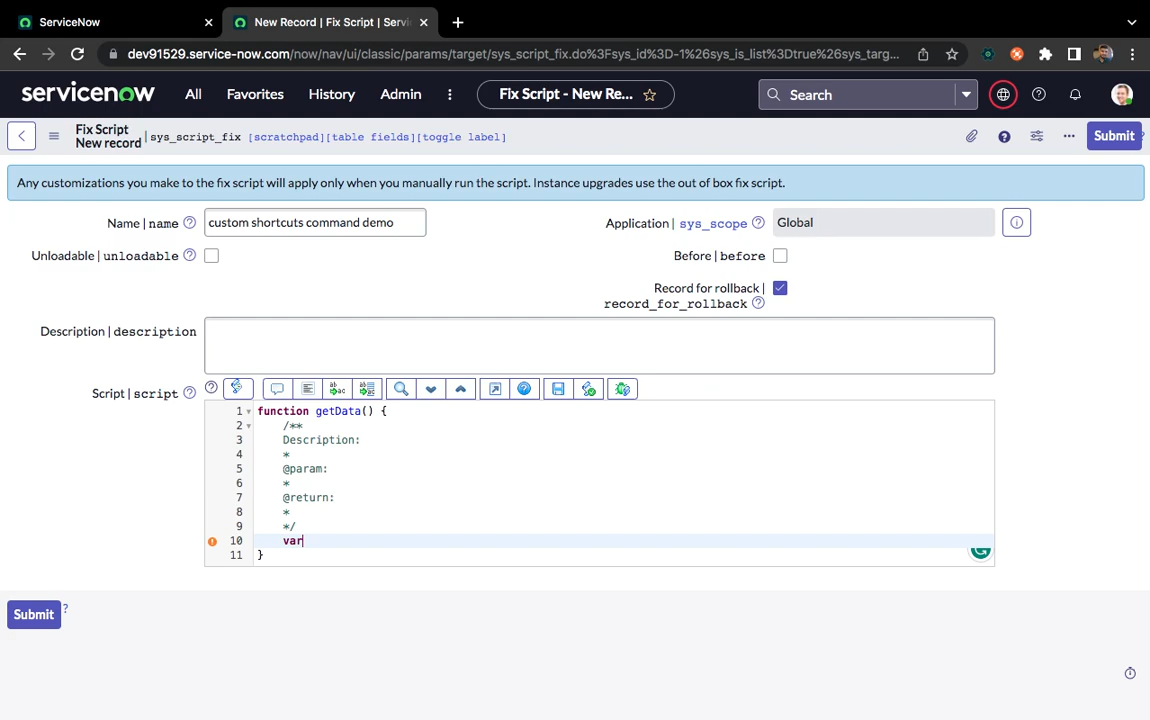 ServiceNow
New Record | Fix Script | Servi
dev91529.service-now.com/now/nav/ui/classic/params/target/sys_script_fix.do%3Fsys_id%3D-1%26sys_is_list%3Dtrue%26sys_targ...
servicenow All Favorites History Admin Fix Script - New Re... Search
Fix Script
New record
sys_script_fix [scratchpad][table fields][toggle label]
Submit
Any customizations you make to the fix script will apply only when you manually run the script. Instance upgrades use the out of box fix script.
Name | name custom shortcuts command demo
Application | sys_scope Global
Unloadable | unloadable
Before | before
Record for rollback |
record_for_rollback
Description | description
Script | script
1 function getData() {
2 /**
3 Description:
4 *
5 @param:
6 *
7 @return:
8 *
9 */
10 var
11 }
Submit ?